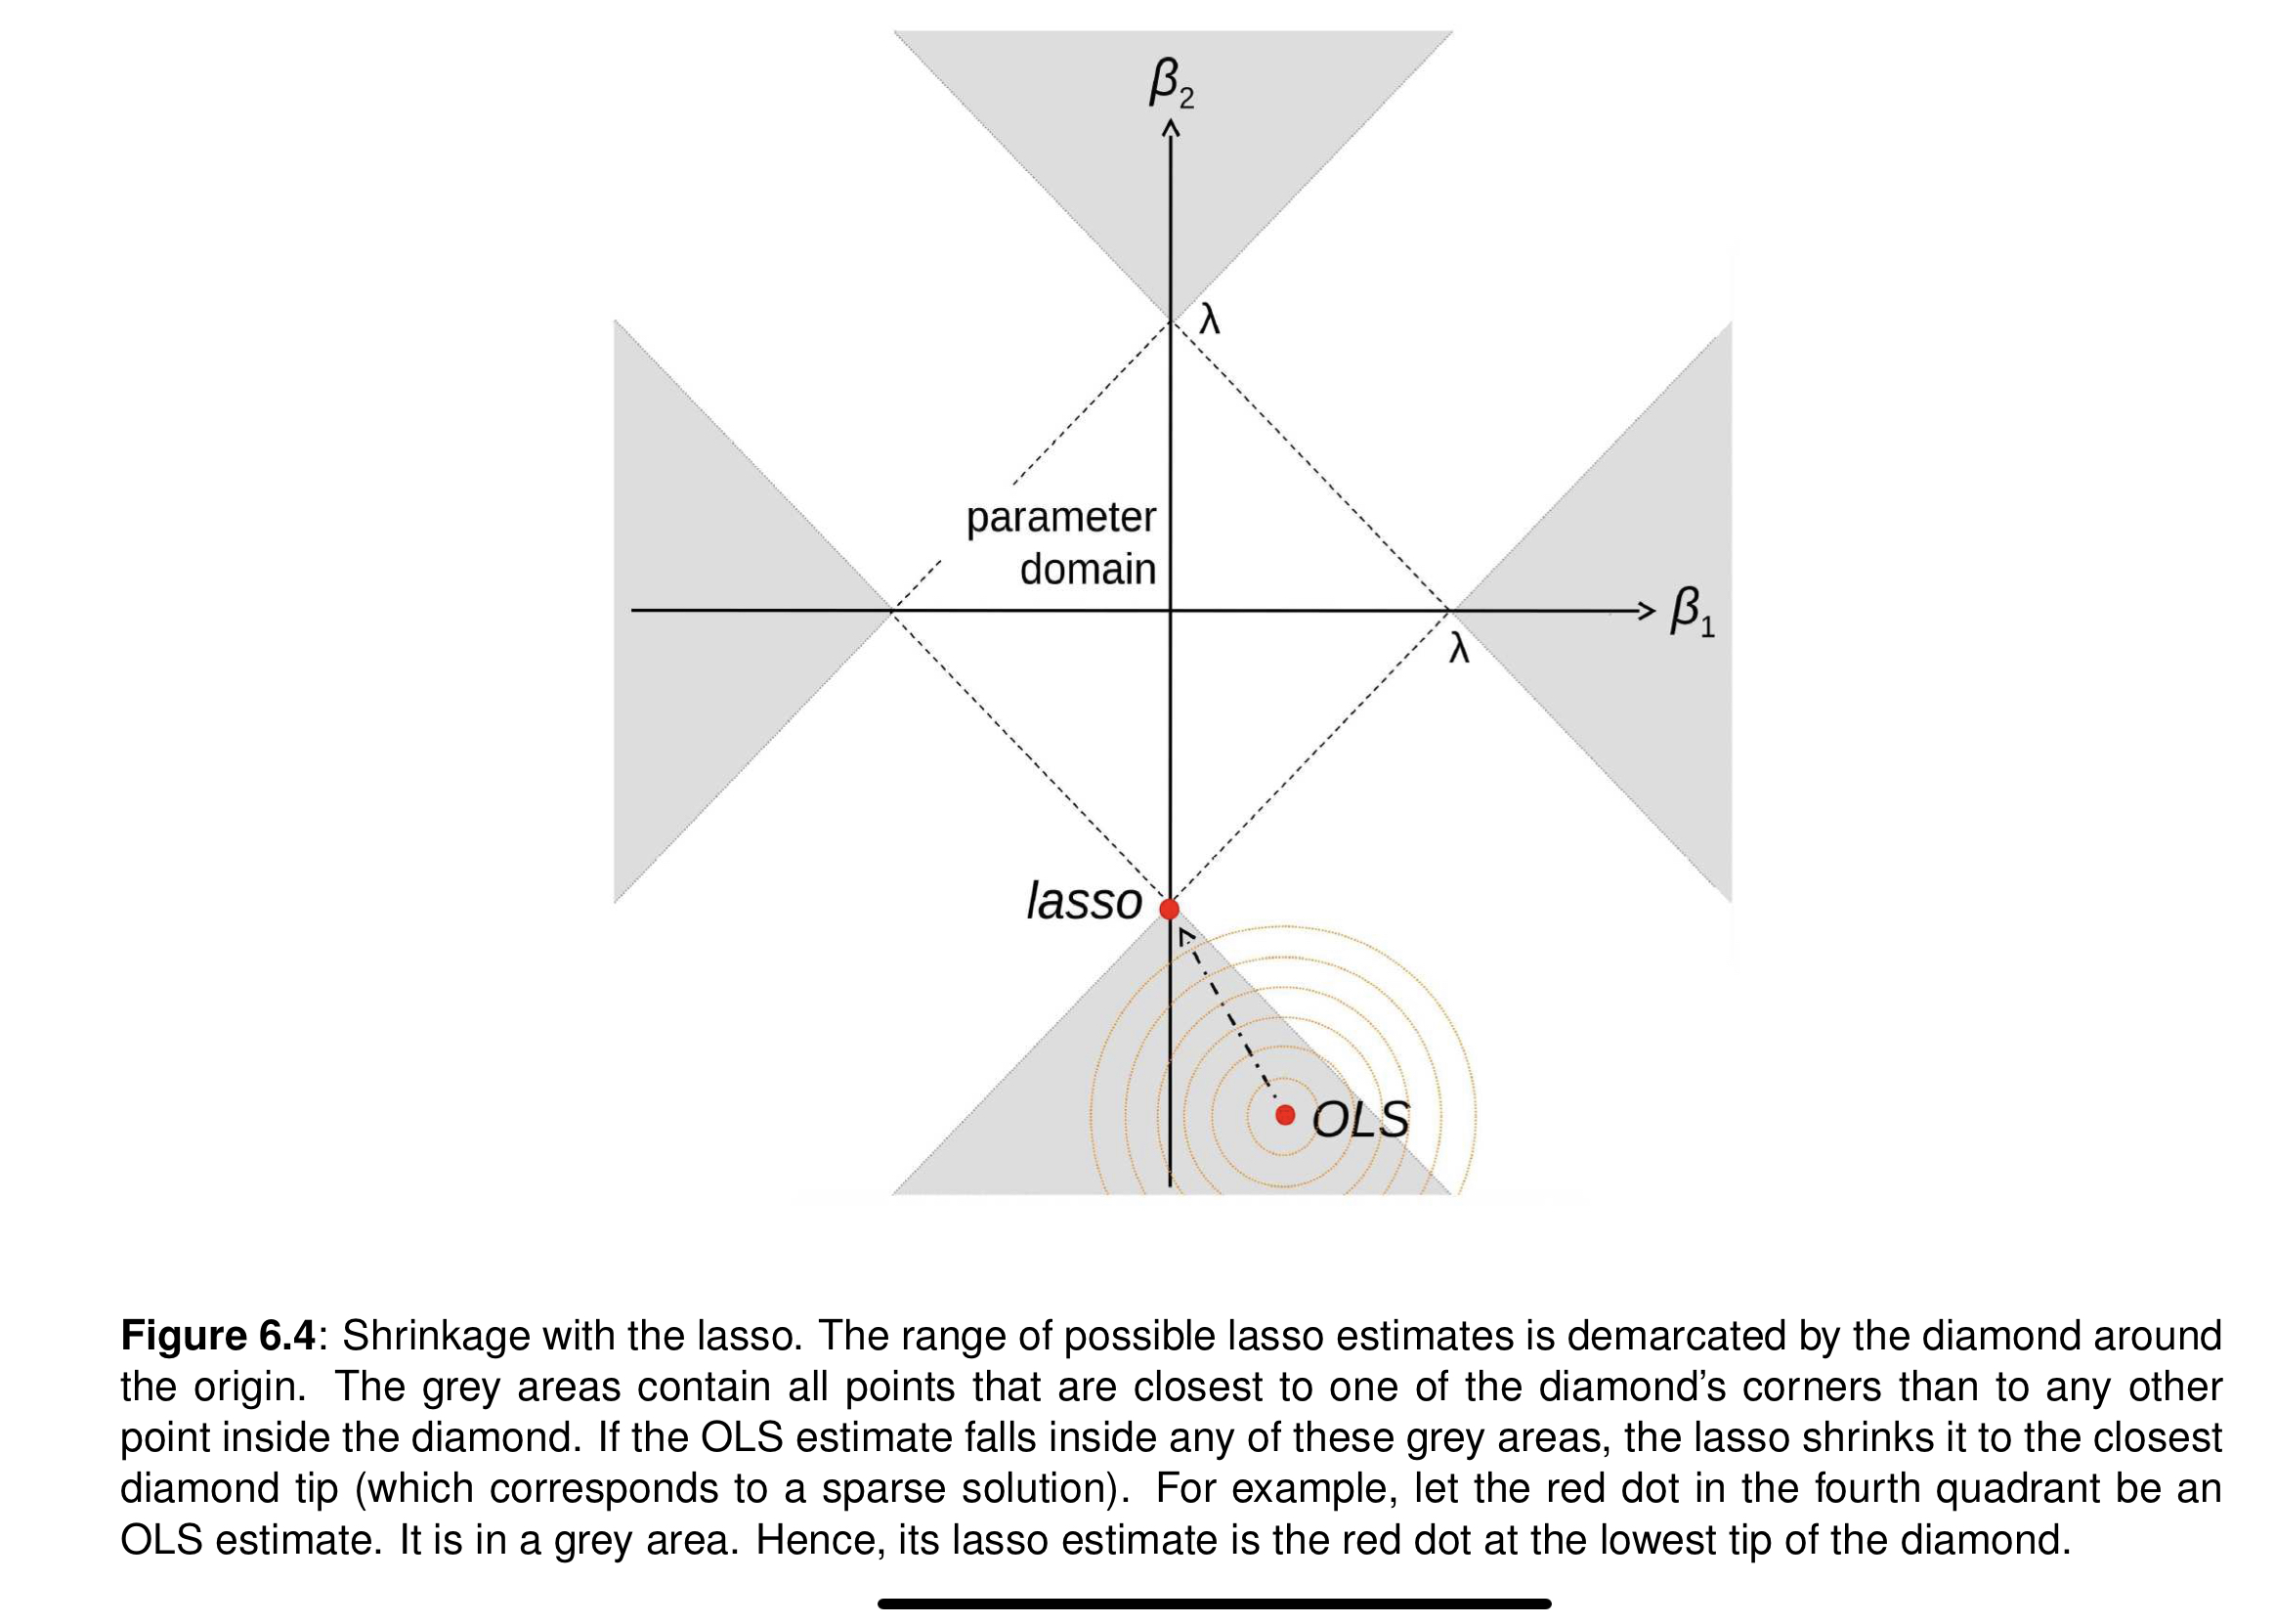 β2
λ
parameter
domain
β1
λ
lasso
OLS
Figure 6.4: Shrinkage with the lasso. The range of possible lasso estimates is demarcated by the diamond around
the origin. The grey areas contain all points that are closest to one of the diamond’s corners than to any other
point inside the diamond. If the OLS estimate falls inside any of these grey areas, the lasso shrinks it to the closest
diamond tip (which corresponds to a sparse solution). For example, let the red dot in the fourth quadrant be an
OLS estimate. It is in a grey area. Hence, its lasso estimate is the red dot at the lowest tip of the diamond.